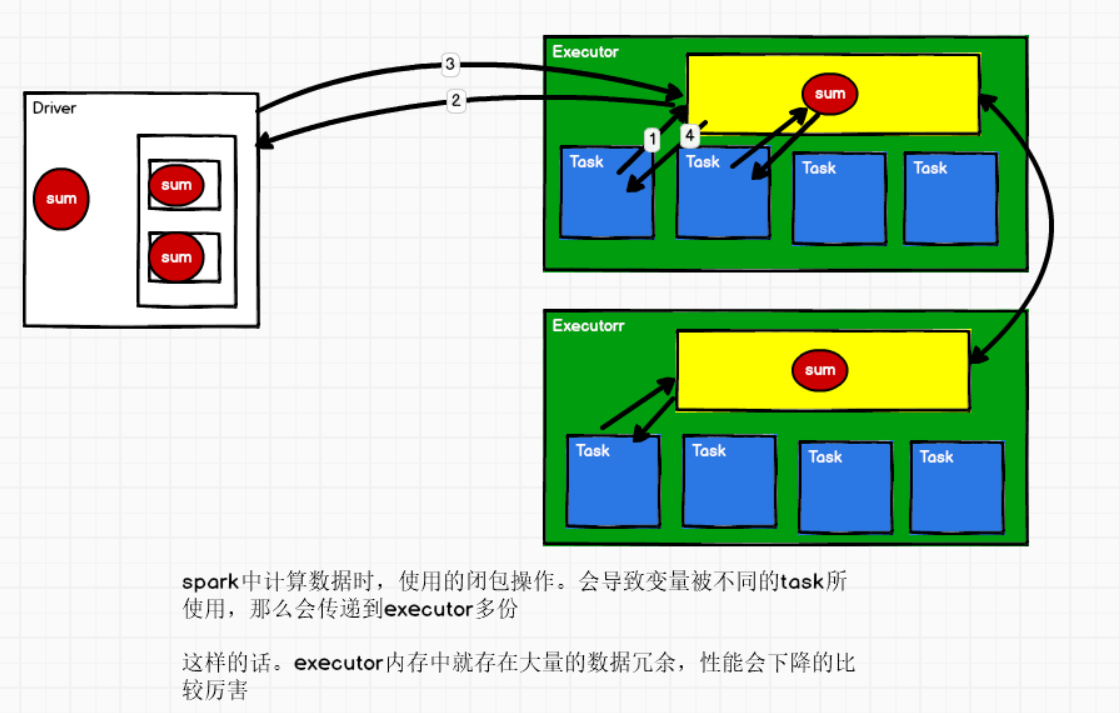 Executor
3
sum
2
Driver
1
4
Task
Task
Task
Task
sum
sum
sum
Executorr
sum
Task
Task
Task
Task
spark中计算数据时，使用的闭包操作。会导致变量被不同的task所
使用，那么会传递到executor多份
这样的话。executor内存中就存在大量的数据冗余，性能会下降的比
较厉害